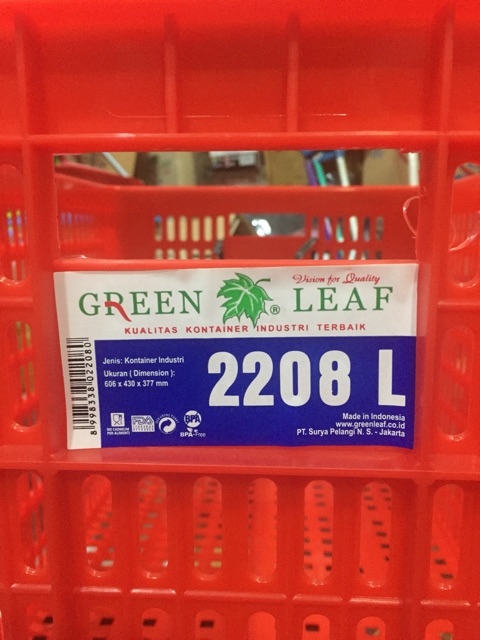 Vision for Quality
GREEN LEAF ®
KUALITAS KONTAINER INDUSTRI TERBAIK
Jenis: Kontainer Industri
Ukuran ( Dimension ):
606 x 430 x 377 mm
2208 L
8 998338 022080
BPA
BPA-Free
Made in Indonesia
www.greenleaf.co.id
PT. Surya Pelangi N. S. - Jakarta